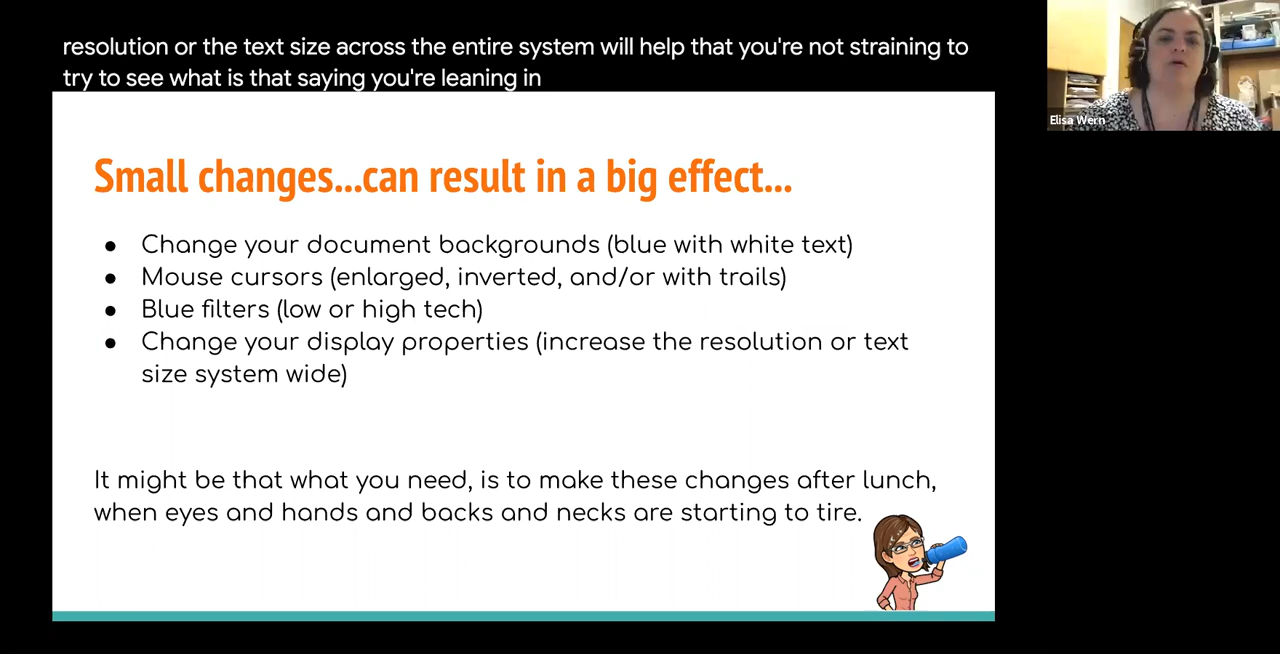 resolution or the text size across the entire system will help that you're not straining to
try to see what is that saying you're leaning in
Elisa Wern
Small changes...can result in a big effect...
● Change your document backgrounds (blue with white text)
● Mouse cursors (enlarged, inverted, and/or with trails)
● Blue filters (low or high tech)
● Change your display properties (increase the resolution or text
size system wide)
It might be that what you need, is to make these changes after lunch,
when eyes and hands and backs and necks are starting to tire.